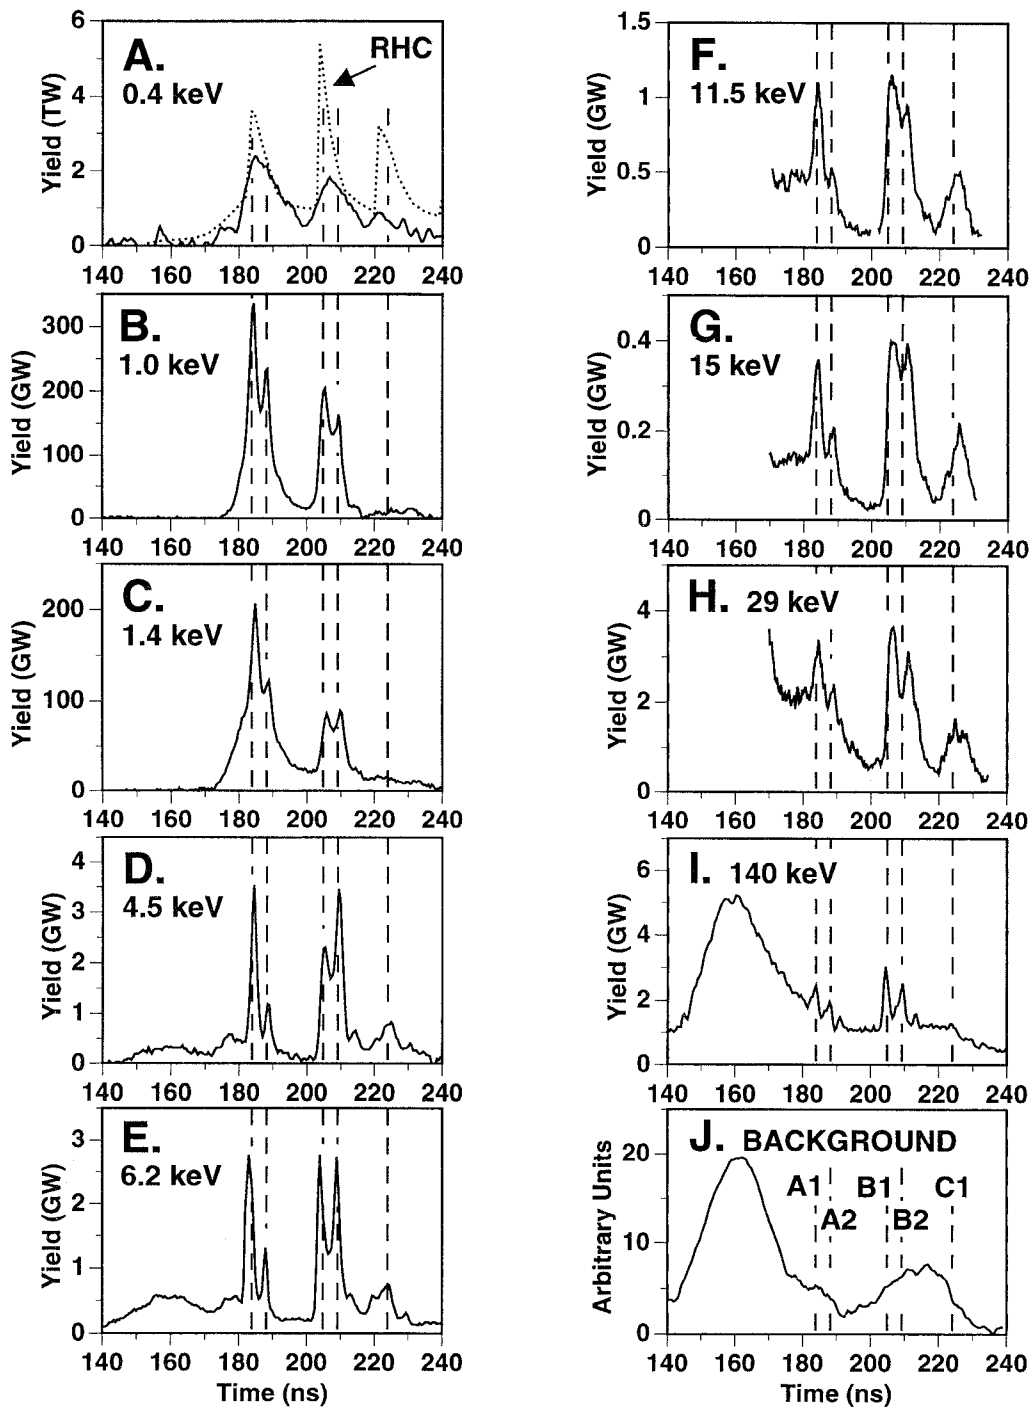 A.
0.4 keV
RHC
Yield (TW)
6
4
2
0
140 160 180 200 220 240
B.
1.0 keV
Yield (GW)
300
200
100
0
140 160 180 200 220 240
C.
1.4 keV
Yield (GW)
200
100
0
140 160 180 200 220 240
D.
4.5 keV
Yield (GW)
4
3
2
1
0
140 160 180 200 220 240
E.
6.2 keV
Yield (GW)
3
2
1
0
140 160 180 200 220 240
Time (ns)
F.
11.5 keV
Yield (GW)
1.5
1
0.5
0
140 160 180 200 220 240
G.
15 keV
Yield (GW)
0.4
0.2
0
140 160 180 200 220 240
H. 29 keV
Yield (GW)
4
2
0
140 160 180 200 220 240
I. 140 keV
Yield (GW)
6
4
2
0
140 160 180 200 220 240
J. BACKGROUND
A1 B1 C1
A2 B2
Arbitrary Units
20
10
0
140 160 180 200 220 240
Time (ns)